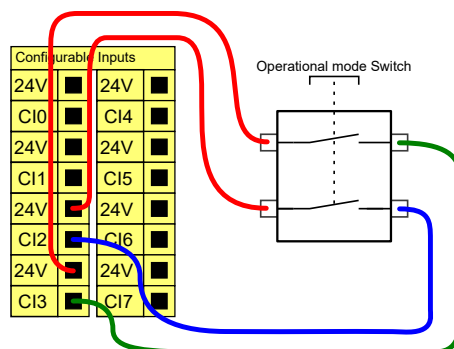 Configurable Inputs
Operational mode Switch
24V 24V
CI0 CI4
24V 24V
CI1 CI5
24V 24V
CI2 CI6
24V 24V
CI3 CI7